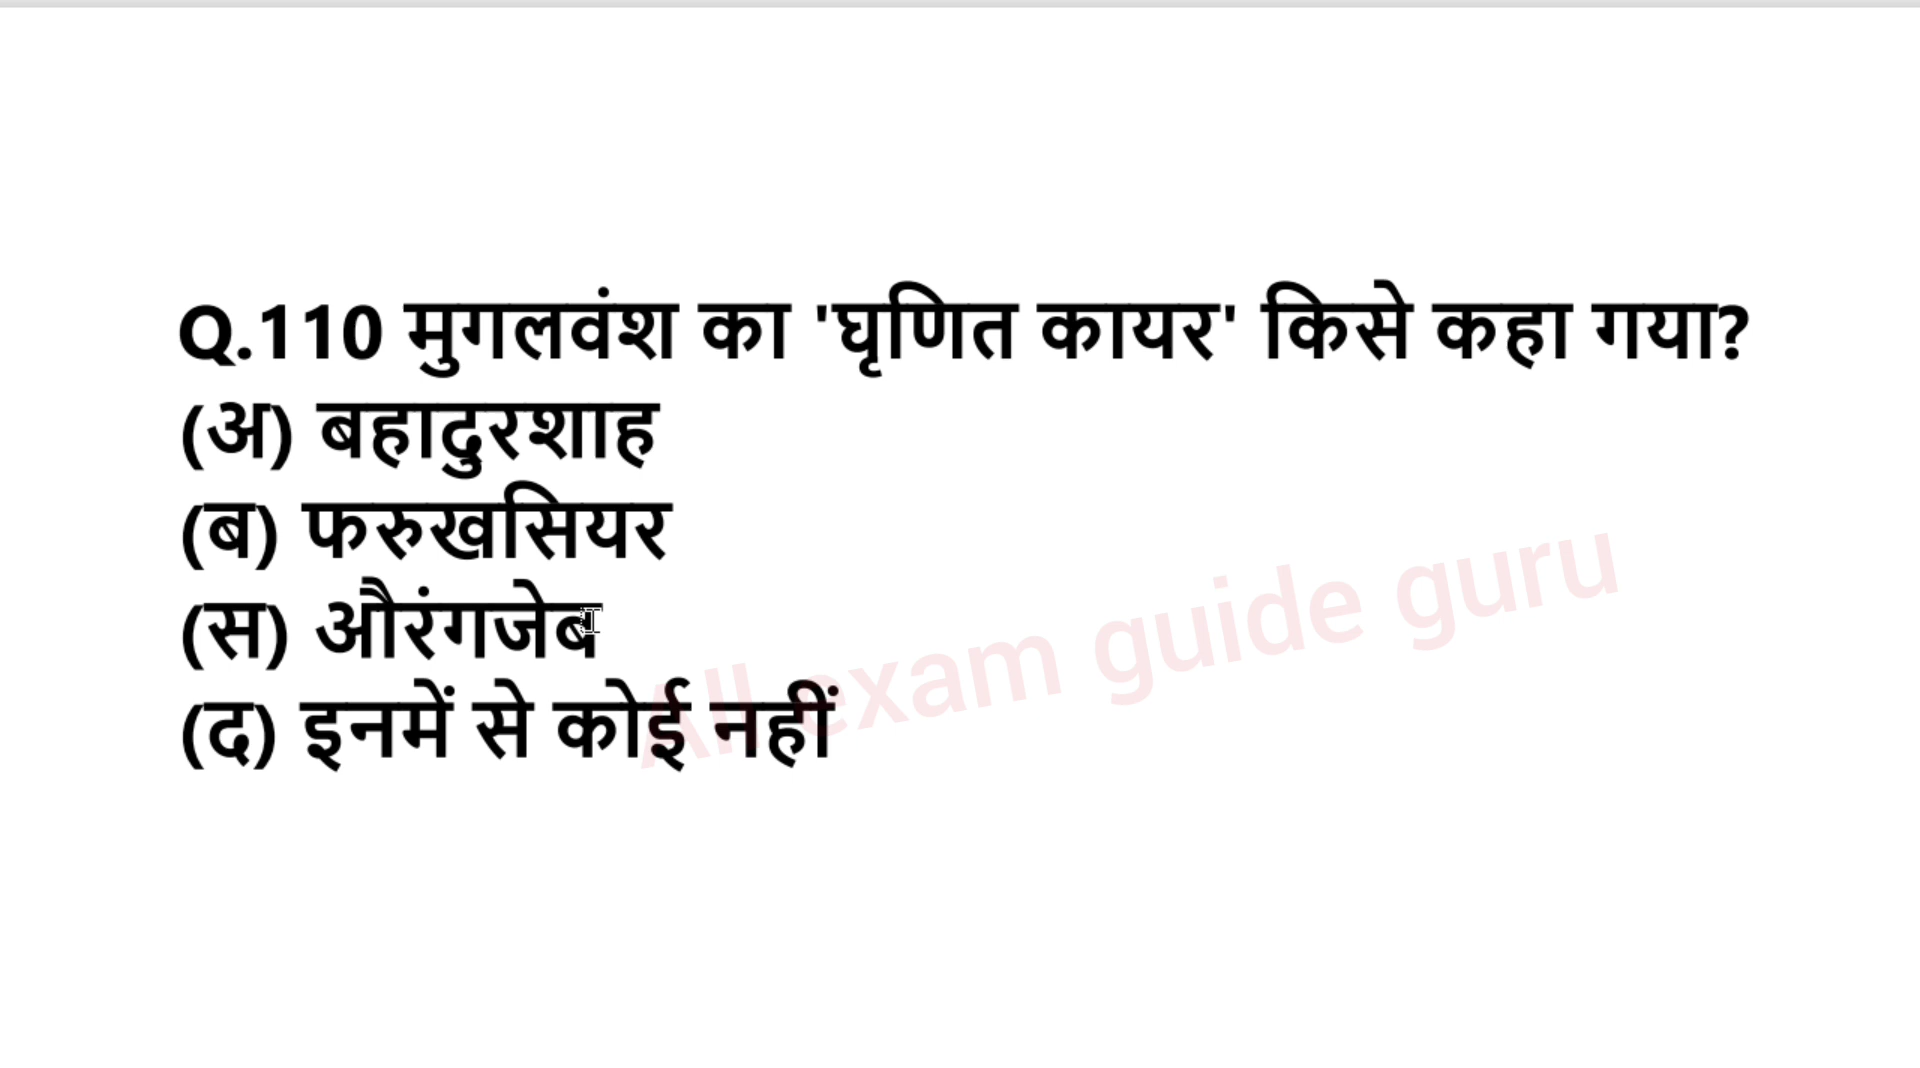 Q.110 मुगलवंश का 'घृणित कायर' किसे कहा गया?
(अ) बहादुरशाह
(ब) फरुखसियर
(स) औरंगजेब
(द) इनमें से कोई नहीं
All exam guide guru